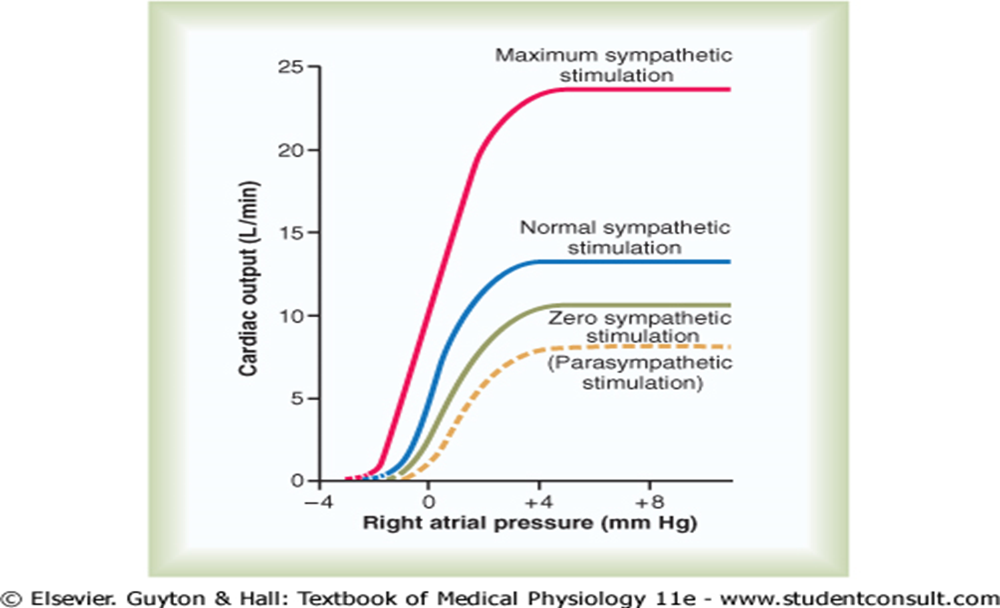 Maximum sympathetic
stimulation
25
20
15
10
5
0
Cardiac output (L/min)
Normal sympathetic
stimulation
Zero sympathetic
stimulation
(Parasympathetic
stimulation)
−4
0
+4
+8
Right atrial pressure (mm Hg)
© Elsevier. Guyton & Hall: Textbook of Medical Physiology 11e - www.studentconsult.com